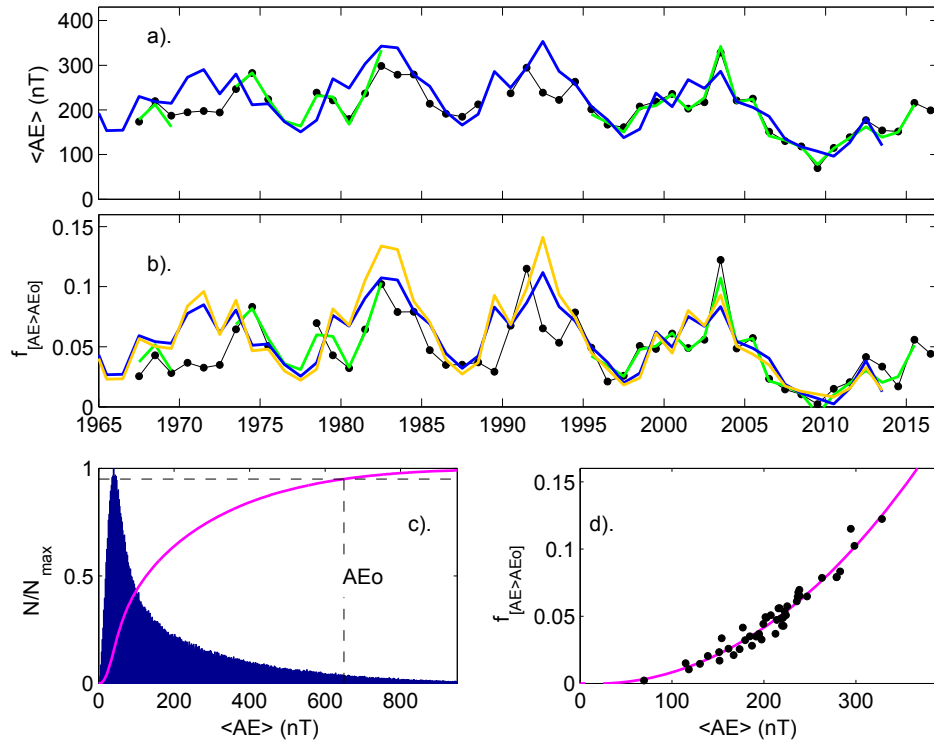 400
300
200
100
0
<AE> (nT)
a).
0.15
0.1
0.05
0
f[AE>AEo]
b).
1965 1970 1975 1980 1985 1990 1995 2000 2005 2010 2015
1
0.5
0
N/Nmax
c).
AEo
0 200 400 600 800
<AE> (nT)
0.15
0.1
0.05
0
f[AE>AEo]
d).
0 100 200 300
<AE> (nT)